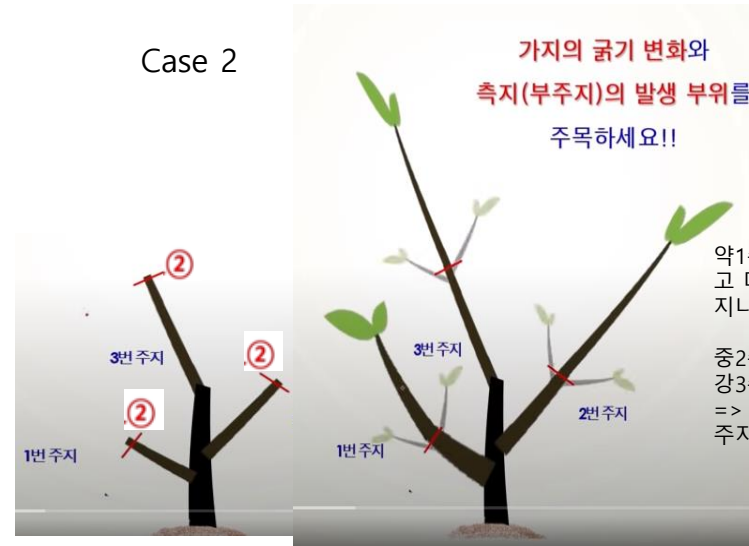 Case 2
가지의 굵기 변화와
측지(부주지)의 발생 부위를
주목하세요!!
②
3번 주지
②
②
1번 주지
3번 주지
2번 주지
1번 주지
약1
고
지나
중2
강3
=>
주지